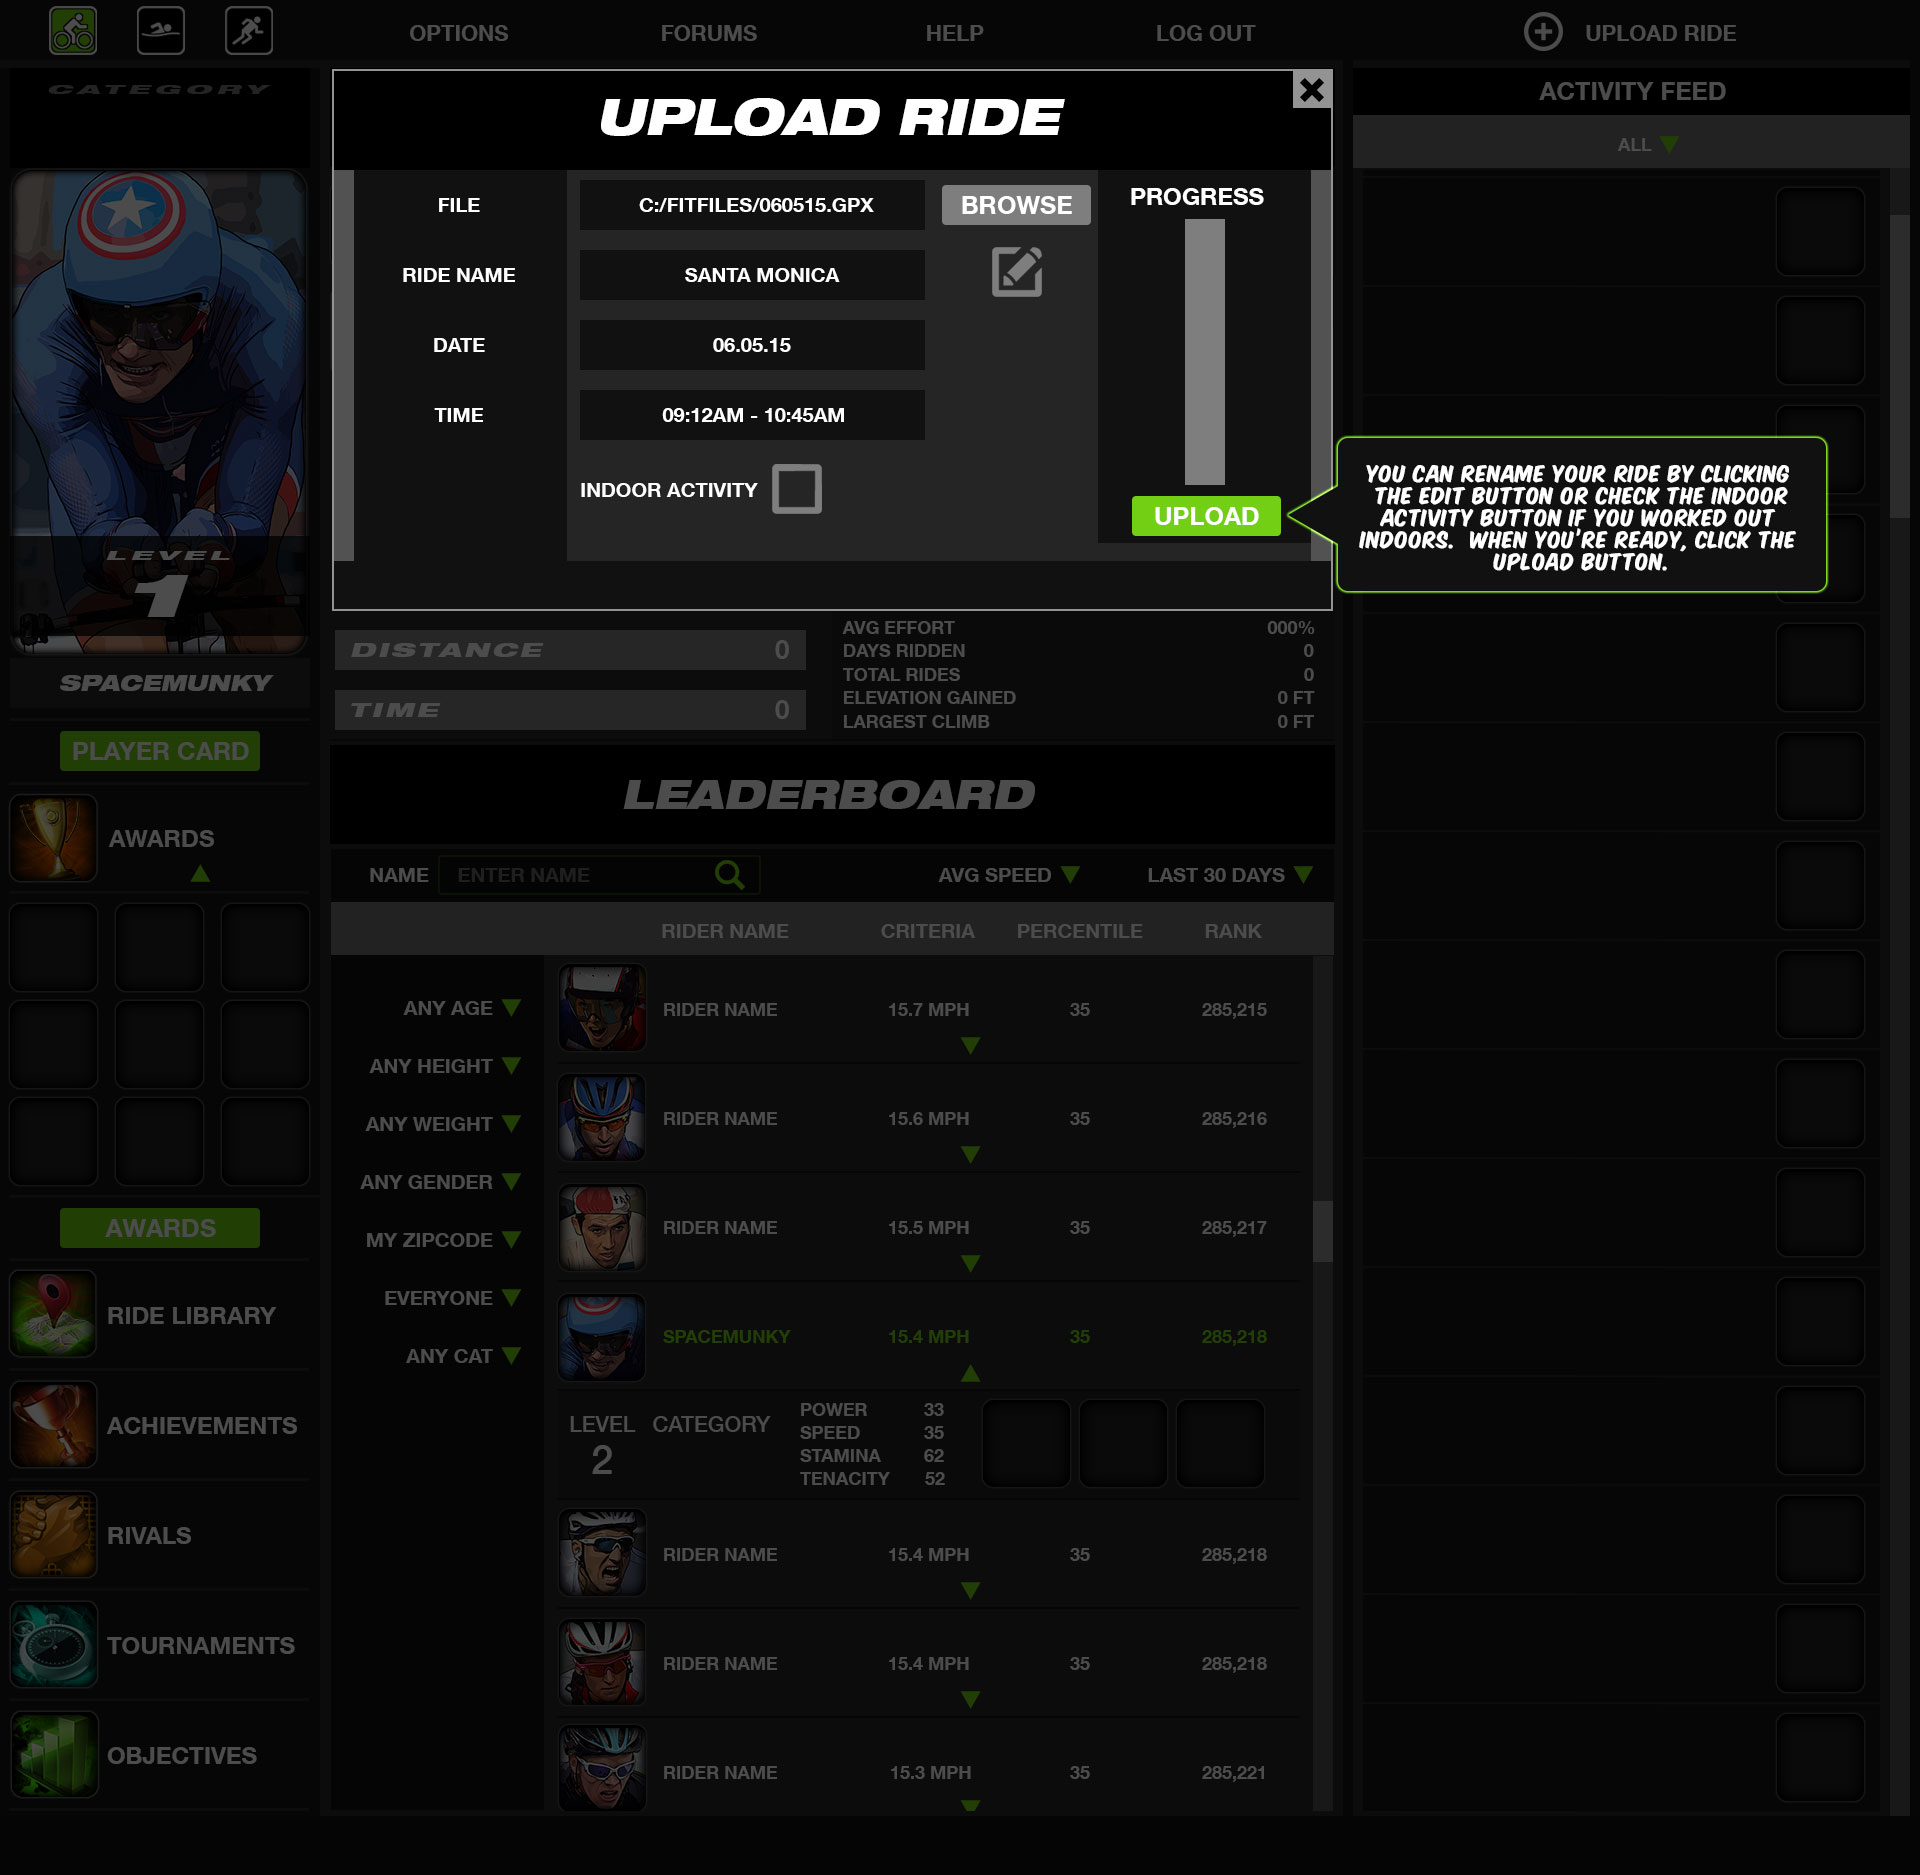 OPTIONS FORUMS HELP LOG OUT UPLOAD RIDE
CATEGORY
LEVEL
1
SPACEMUNKY
PLAYER CARD
AWARDS
AWARDS
RIDE LIBRARY
ACHIEVEMENTS
RIVALS
TOURNAMENTS
OBJECTIVES
UPLOAD RIDE
FILE C:/FITFILES/060515.GPX BROWSE
RIDE NAME SANTA MONICA
DATE 06.05.15
TIME 09:12AM - 10:45AM
INDOOR ACTIVITY
PROGRESS
UPLOAD
YOU CAN RENAME YOUR RIDE BY CLICKING
THE EDIT BUTTON OR CHECK THE INDOOR
ACTIVITY BUTTON IF YOU WORKED OUT
INDOORS. WHEN YOU'RE READY, CLICK THE
UPLOAD BUTTON.
DISTANCE 0
TIME 0
AVG EFFORT 000%
DAYS RIDDEN 0
TOTAL RIDES 0
ELEVATION GAINED 0 FT
LARGEST CLIMB 0 FT
LEADERBOARD
NAME ENTER NAME AVG SPEED LAST 30 DAYS
RIDER NAME CRITERIA PERCENTILE RANK
ANY AGE
ANY HEIGHT
ANY WEIGHT
ANY GENDER
MY ZIPCODE
EVERYONE
ANY CAT
RIDER NAME 15.7 MPH 35 285,215
RIDER NAME 15.6 MPH 35 285,216
RIDER NAME 15.5 MPH 35 285,217
SPACEMUNKY 15.4 MPH 35 285,218
LEVEL CATEGORY
2
POWER 33
SPEED 35
STAMINA 62
TENACITY 52
RIDER NAME 15.4 MPH 35 285,218
RIDER NAME 15.4 MPH 35 285,218
RIDER NAME 15.3 MPH 35 285,221
ACTIVITY FEED
ALL